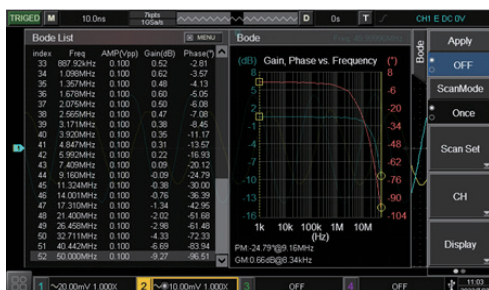 TRIGED M 10.0ns 7kpts 1GSa/s D 0s T CH1 E DC 0V
Bode List MENU
index Freq AMP(Vpp) Gain(dB) Phase(°)
33 887.92kHz 0.100 0.52 -2.81
34 1.098MHz 0.100 0.62 -3.57
35 1.357MHz 0.100 0.48 -4.13
36 1.678MHz 0.100 0.60 -5.05
37 2.075MHz 0.100 0.50 -6.08
38 2.565MHz 0.100 0.47 -7.08
39 3.171MHz 0.100 0.38 -8.45
40 3.920MHz 0.100 0.35 -11.17
41 4.847MHz 0.100 0.31 -13.57
42 5.992MHz 0.100 0.22 -16.93
43 7.409MHz 0.100 0.09 -20.12
44 9.160MHz 0.100 -0.09 -24.79
45 11.324MHz 0.100 -0.38 -30.00
46 14.001MHz 0.100 -0.76 -36.39
47 17.310MHz 0.100 -1.34 -42.95
48 21.400MHz 0.100 -2.02 -51.68
49 26.458MHz 0.100 -2.98 -61.48
50 32.711MHz 0.100 -4.33 -72.33
51 40.442MHz 0.100 -6.69 -83.94
52 50.000MHz 0.100 -9.27 -96.51
Bode
(dB) Gain, Phase vs. Frequency (°)
8 8
5 -6
2 -20
-1 -34
-4 -48
-7 -62
-10 -76
-13 -90
-16 -104
1k 10k 100k 1M 10M
(Hz)
PM:-24.79°@9.16MHz
GM:0.66dB@8.34kHz
Bode
Apply
OFF
ScanMode
Once
Scan Set
CH
Display
1 20.00mV 1.000X 2 10.00mV 1.000X 3 OFF 4 OFF 11:03